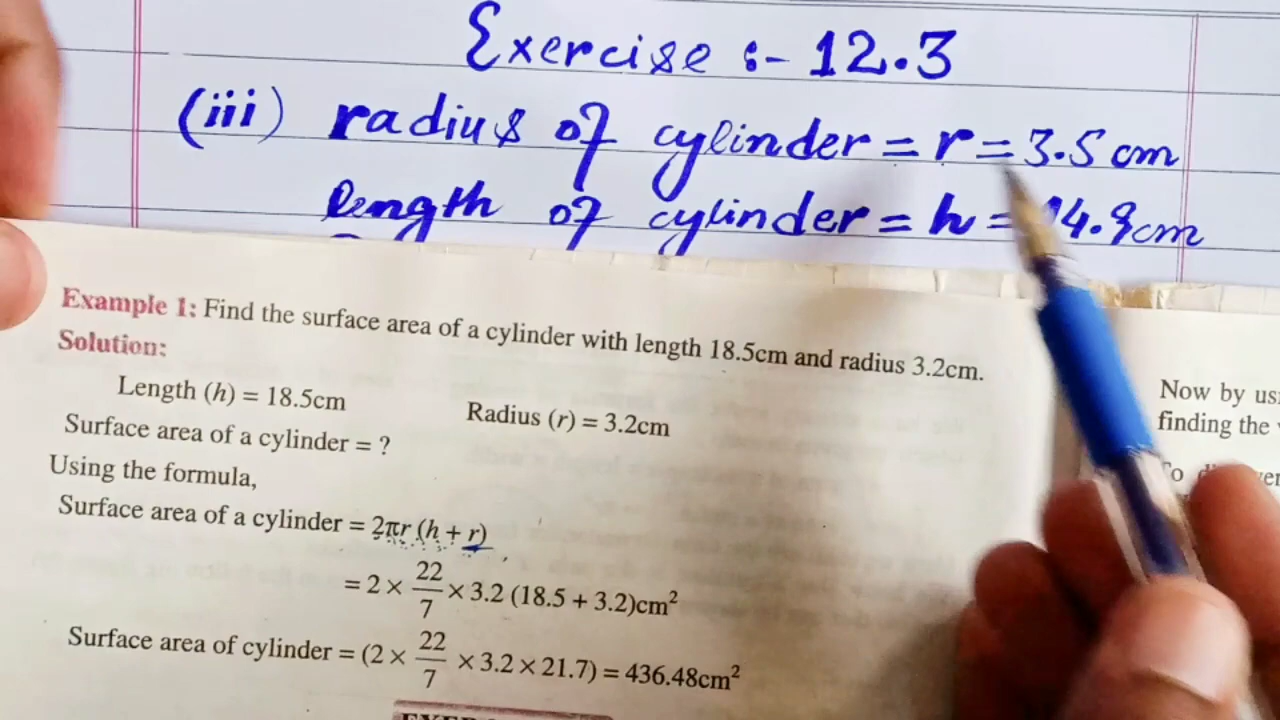 Exercise :- 12.3
(iii) radius of cylinder = r = 3.5 cm
length of cylinder = h = 14.9cm
Example 1: Find the surface area of a cylinder with length 18.5cm and radius 3.2cm.
Solution:
Length (h) = 18.5cm Radius (r) = 3.2cm
Surface area of a cylinder = ?
Using the formula,
Surface area of a cylinder = 2πr (h + r)
= 2 × 22/7 × 3.2 (18.5 + 3.2)cm²
Surface area of cylinder = (2 × 22/7 × 3.2 × 21.7) = 436.48cm²
Now by
finding the